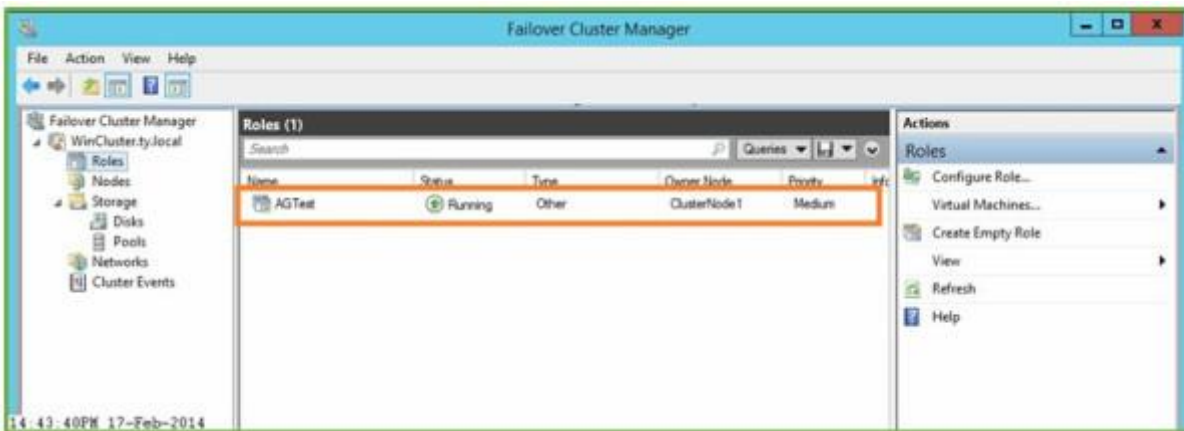 Failover Cluster Manager
File Action View Help
Failover Cluster Manager
WinCluster.ty.local
Roles
Nodes
Storage
Disks
Pools
Networks
Cluster Events
Roles (1)
Search
Queries
Name Status Type Owner Node Priority Info
AGTest Running Other ClusterNode1 Medium
Actions
Roles
Configure Role...
Virtual Machines...
Create Empty Role
View
Refresh
Help
14:43:40PM 17-Feb-2014